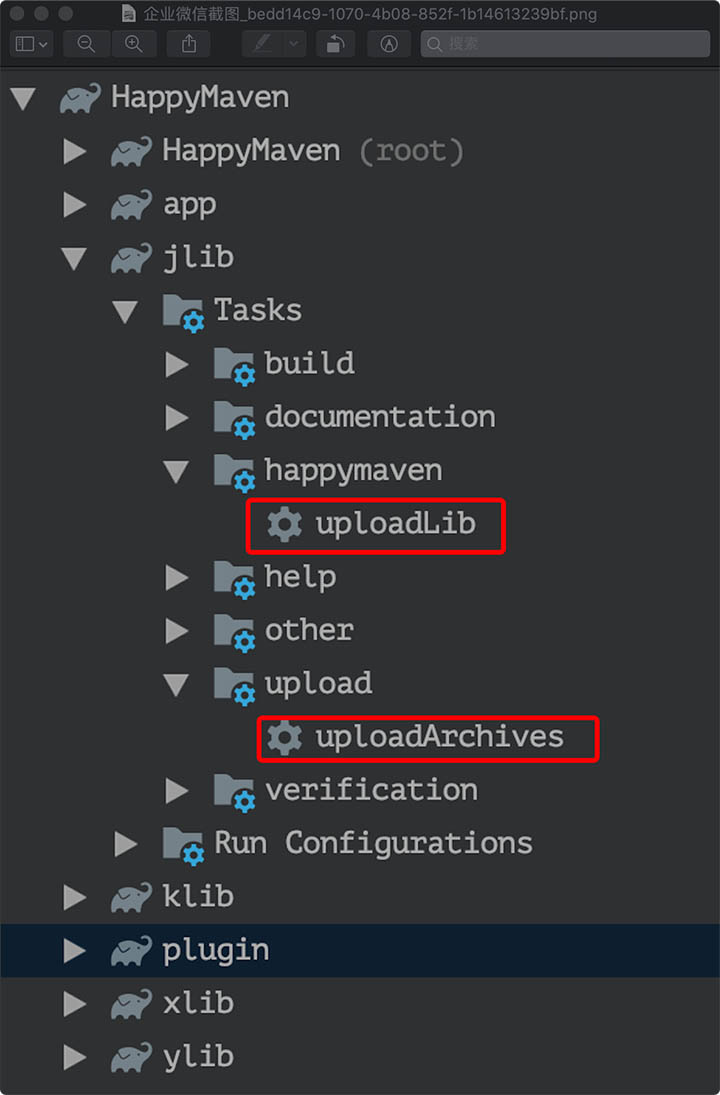 企业微信截图_bedd14c9-1070-4b08-852f-1b14613239bf.png
搜索
HappyMaven
HappyMaven (root)
app
jlib
Tasks
build
documentation
happymaven
uploadLib
help
other
upload
uploadArchives
verification
Run Configurations
klib
plugin
xlib
ylib